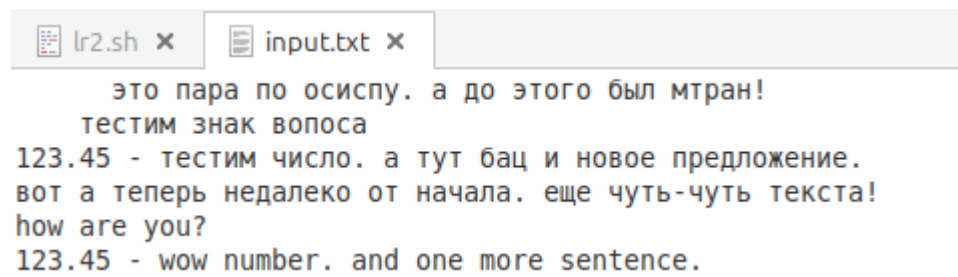 lr2.sh × input.txt ×
это пара по осиспу. а до этого был мтран!
тестим знак вопоса
123.45 - тестим число. а тут бац и новое предложение.
вот а теперь недалеко от начала. еще чуть-чуть текста!
how are you?
123.45 - wow number. and one more sentence.